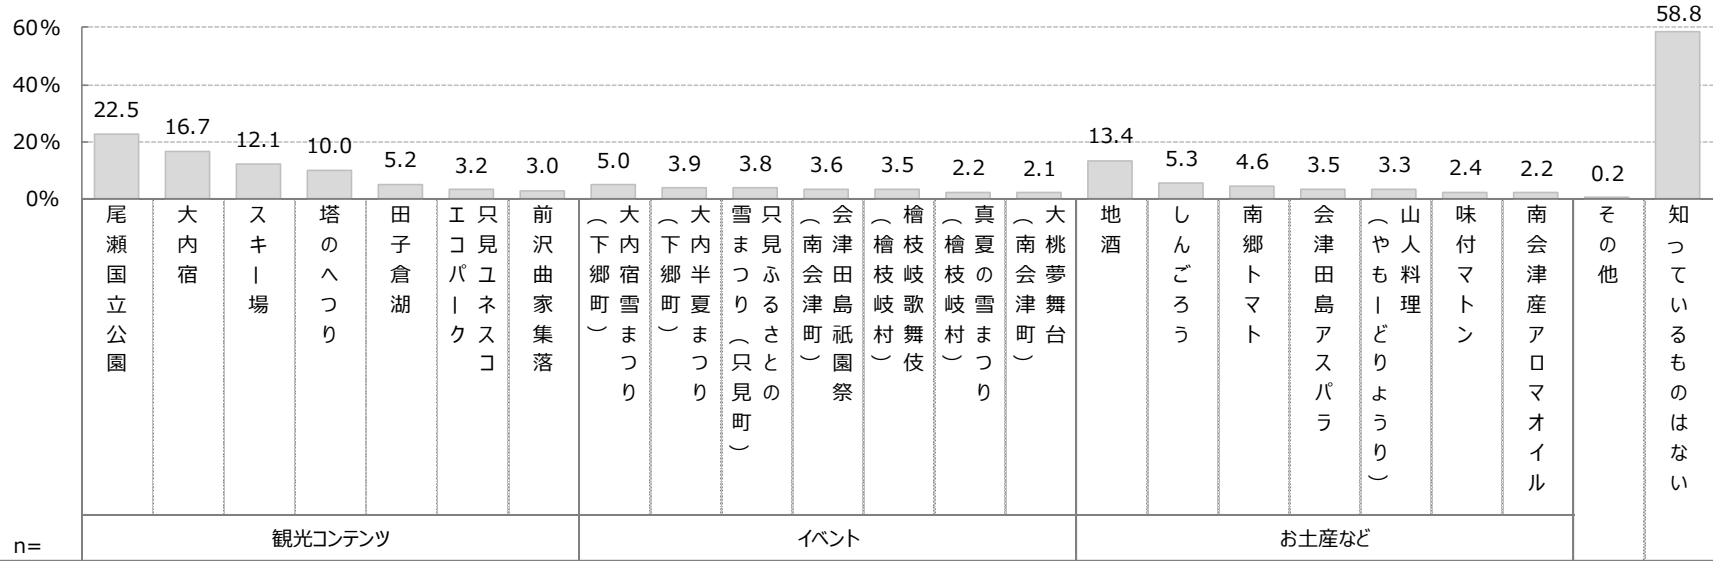 60%
40%
20%
0%
22.5
16.7
12.1
10.0
5.2
3.2
3.0
5.0
3.9
3.8
3.6
3.5
2.2
2.1
13.4
5.3
4.6
3.5
3.3
2.4
2.2
0.2
58.8
尾瀬国立公園
大内宿
スキー場
塔のへつり
田子倉湖
只見ユネスコ
エコパーク
前沢曲家集落
大内宿雪まつり
（下郷町）
大内半夏まつり
（下郷町）
只見ふるさとの
雪まつり（只見町）
会津田島祇園祭
（南会津町）
檜枝岐歌舞伎
（檜枝岐村）
真夏の雪まつり
（檜枝岐村）
大桃夢舞台
（南会津町）
地酒
しんごろう
南郷トマト
会津田島アスパラ
山人料理
（やもーどりょうり）
味付マトン
南会津産アロマオイル
その他
知っているものはない
n=
観光コンテンツ
イベント
お土産など